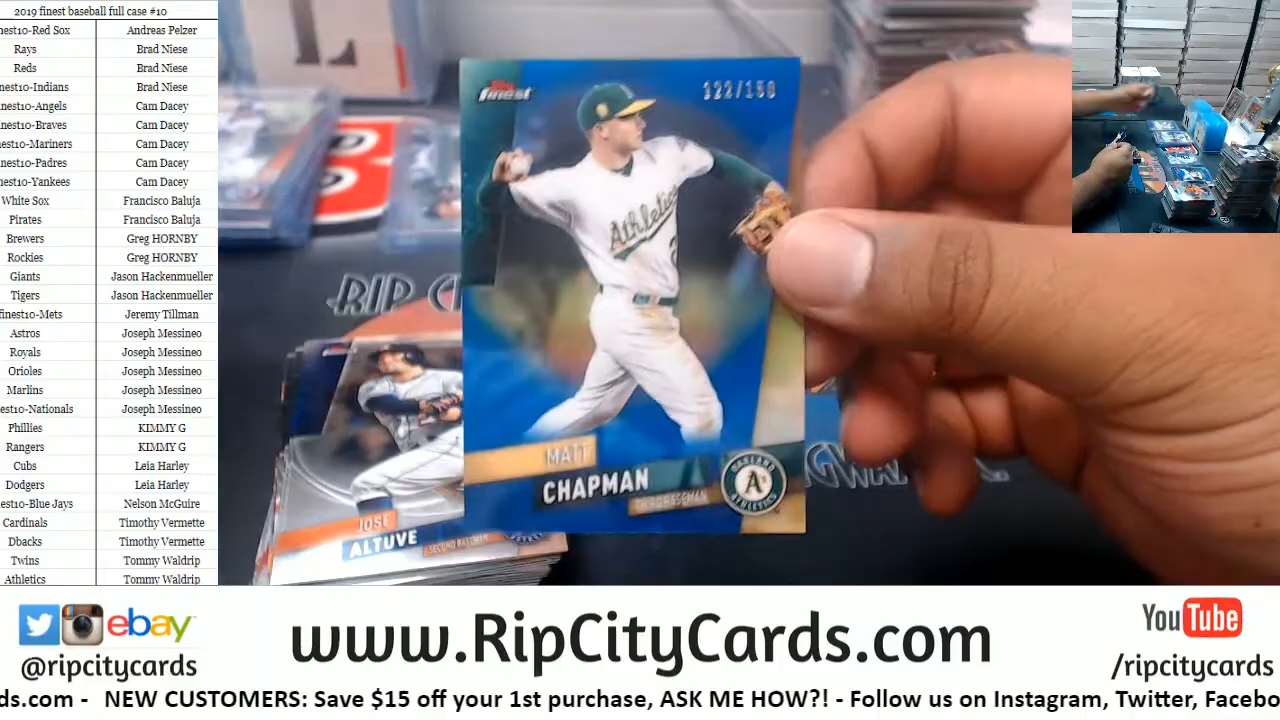 2019 finest baseball full case #10
nest10-Red Sox Andreas Pelzer
Rays Brad Niese
Reds Brad Niese
nest10-Indians Brad Niese
nest10-Angels Cam Dacey
nest10-Braves Cam Dacey
nest10-Mariners Cam Dacey
nest10-Padres Cam Dacey
nest10-Yankees Cam Dacey
White Sox Francisco Baluja
Pirates Francisco Baluja
Brewers Greg HORNBY
Rockies Greg HORNBY
Giants Jason Hackenmueller
Tigers Jason Hackenmueller
finest10-Mets Jeremy Tillman
Astros Joseph Messineo
Royals Joseph Messineo
Orioles Joseph Messineo
Marlins Joseph Messineo
est10-Nationals Joseph Messineo
Phillies KIMMY G
Rangers KIMMY G
Cubs Leia Harley
Dodgers Leia Harley
est10-Blue Jays Nelson McGuire
Cardinals Timothy Vermette
Dbacks Timothy Vermette
Twins Tommy Waldrip
Athletics Tommy Waldrip
Topps finest
122/150
Athletics
MATT
CHAPMAN
OAKLAND
A's
ATHLETICS
RIP C
JOSE
ALTUVE
SECOND BASEMAN
ebay
@ripcitycards
www.RipCityCards.com
YouTube
/ripcitycards
ds.com - NEW CUSTOMERS: Save $15 off your 1st purchase, ASK ME HOW?! - Follow us on Instagram, Twitter, Facebo